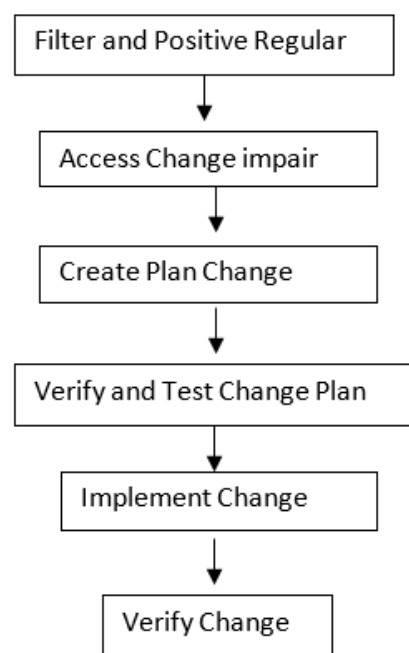 Filter and Positive Regular
Access Change impair
Create Plan Change
Verify and Test Change Plan
Implement Change
Verify Change